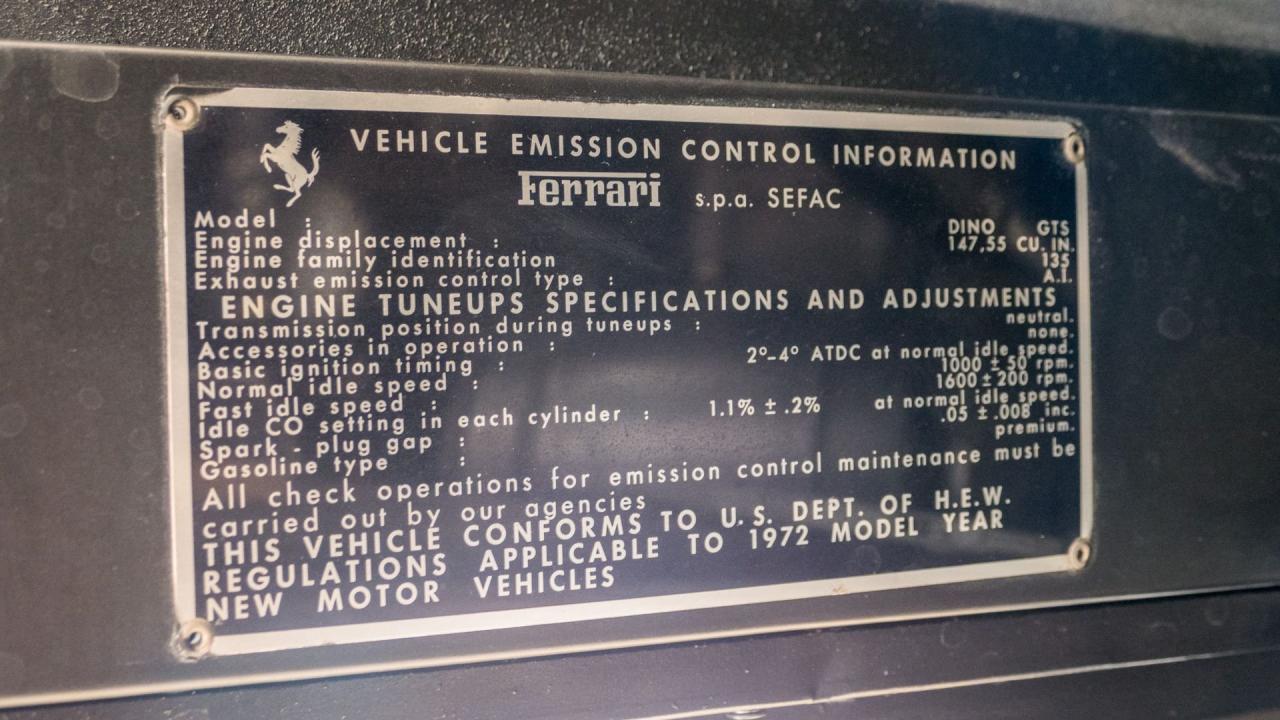 VEHICLE EMISSION CONTROL INFORMATION
Ferrari s.p.a. SEFAC
Model : DINO GTS
Engine displacement : 147,55 CU. IN.
Engine family identification 135
Exhaust emission control type : A.I.
ENGINE TUNEUPS SPECIFICATIONS AND ADJUSTMENTS
Transmission position during tuneups : neutral.
Accessories in operation : none.
Basic ignition timing : 2°-4° ATDC at normal idle speed.
Normal idle speed : 1000 ± 50 rpm.
Fast idle speed : 1600 ± 200 rpm.
Idle CO setting in each cylinder : 1.1% ± .2% at normal idle speed.
Spark - plug gap : .05 ± .008 inc.
Gasoline type : premium.
All check operations for emission control maintenance must be
carried out by our agencies
THIS VEHICLE CONFORMS TO U.S. DEPT. OF H.E.W.
REGULATIONS APPLICABLE TO 1972 MODEL YEAR
NEW MOTOR VEHICLES